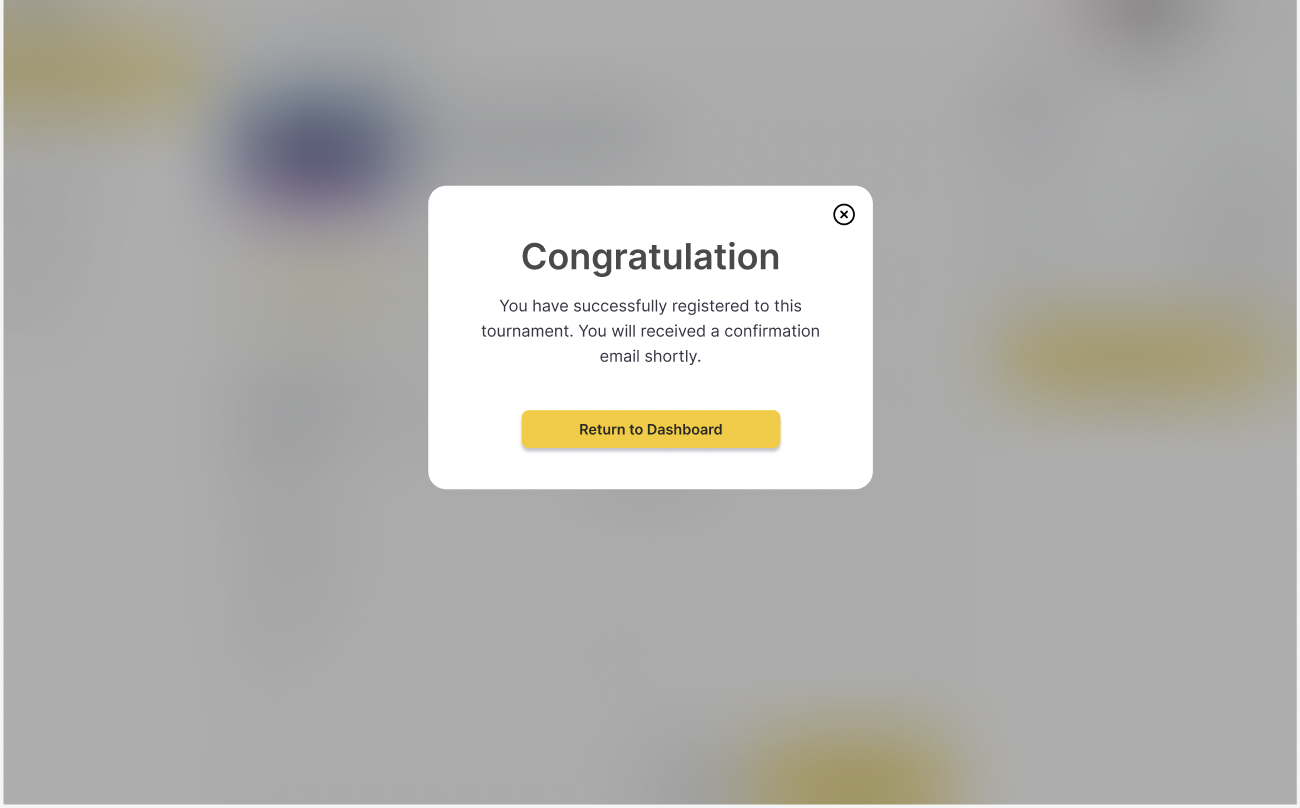 Congratulation
You have successfully registered to this
tournament. You will received a confirmation
email shortly.
Return to Dashboard